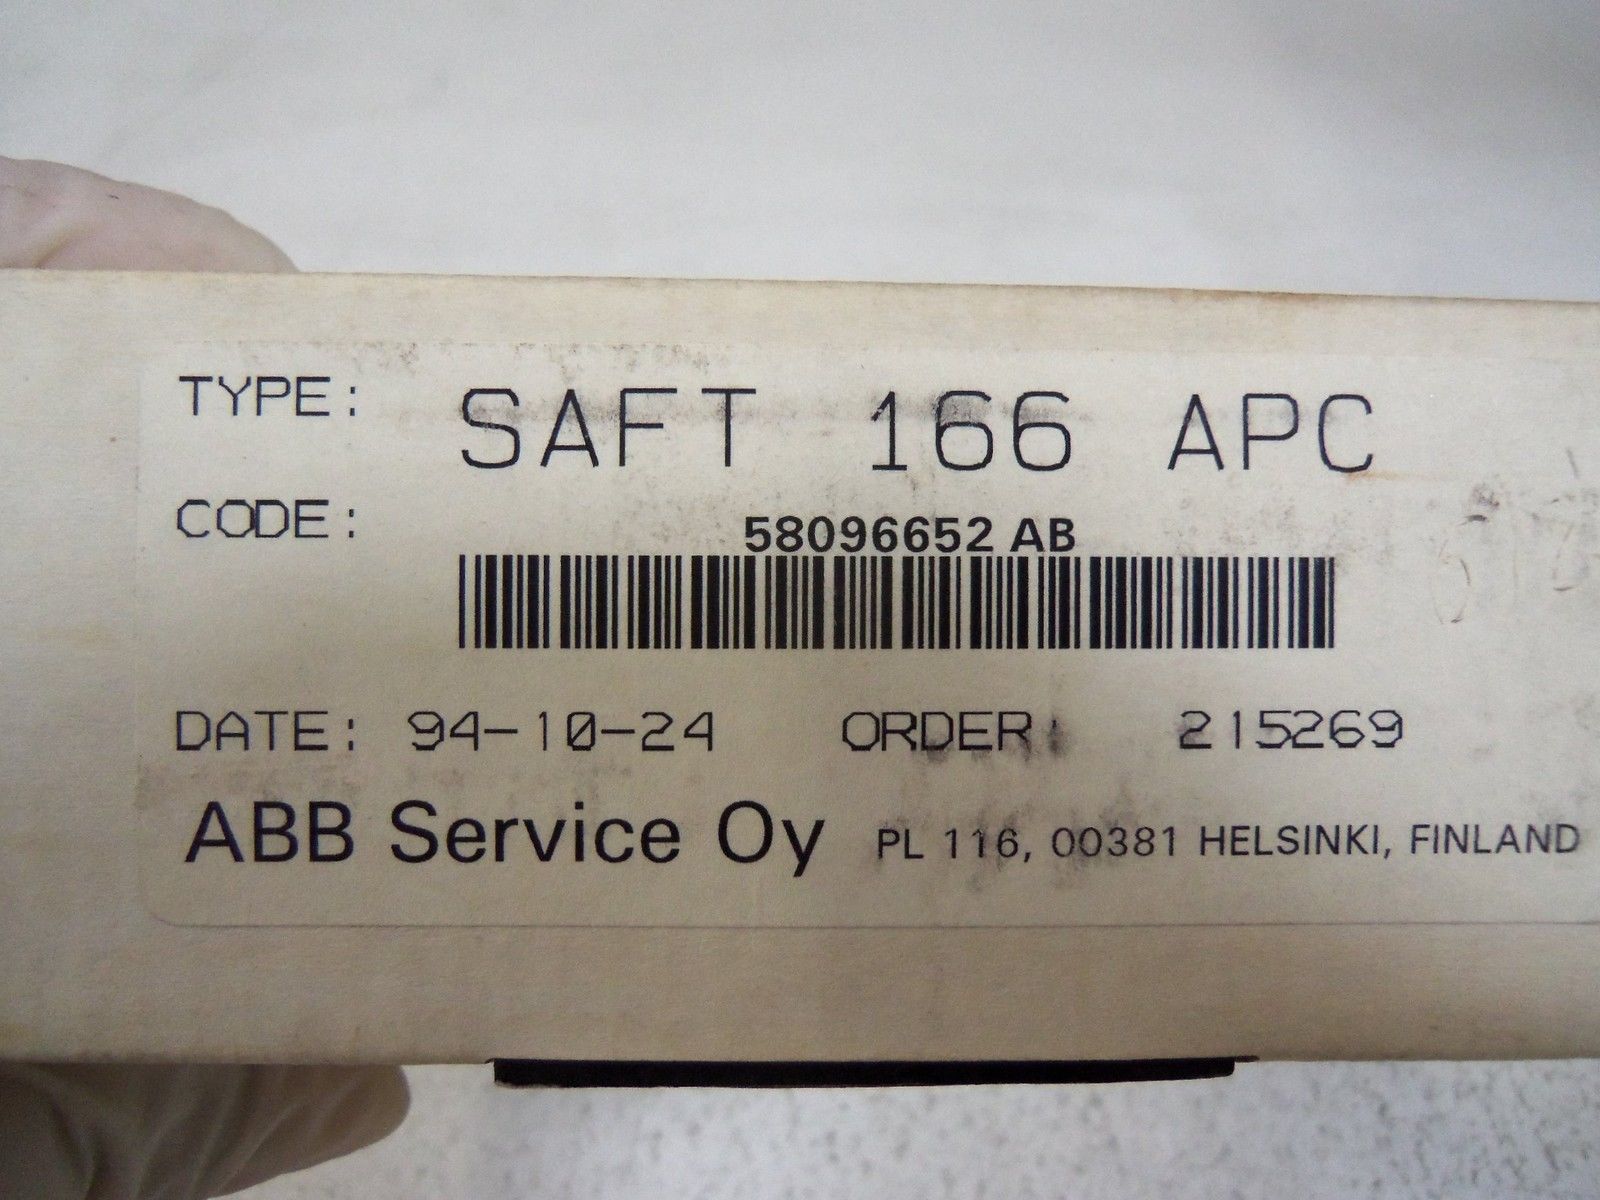 TYPE: SAFT 166 APC
CODE: 58096652 AB
DATE: 94-10-24 ORDER: 215269
ABB Service Oy PL 116, 00381 HELSINKI, FINLAND